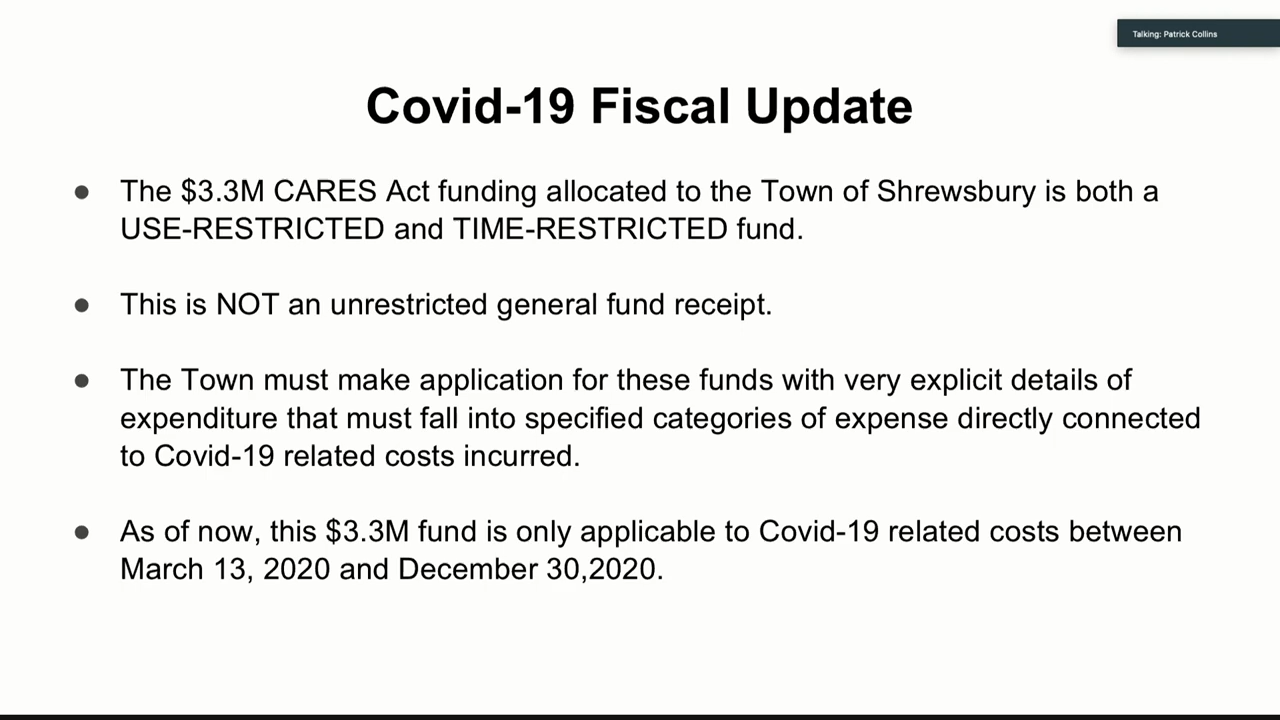 Talking: Patrick Collins
Covid-19 Fiscal Update
● The $3.3M CARES Act funding allocated to the Town of Shrewsbury is both a
USE-RESTRICTED and TIME-RESTRICTED fund.
● This is NOT an unrestricted general fund receipt.
● The Town must make application for these funds with very explicit details of
expenditure that must fall into specified categories of expense directly connected
to Covid-19 related costs incurred.
● As of now, this $3.3M fund is only applicable to Covid-19 related costs between
March 13, 2020 and December 30,2020.